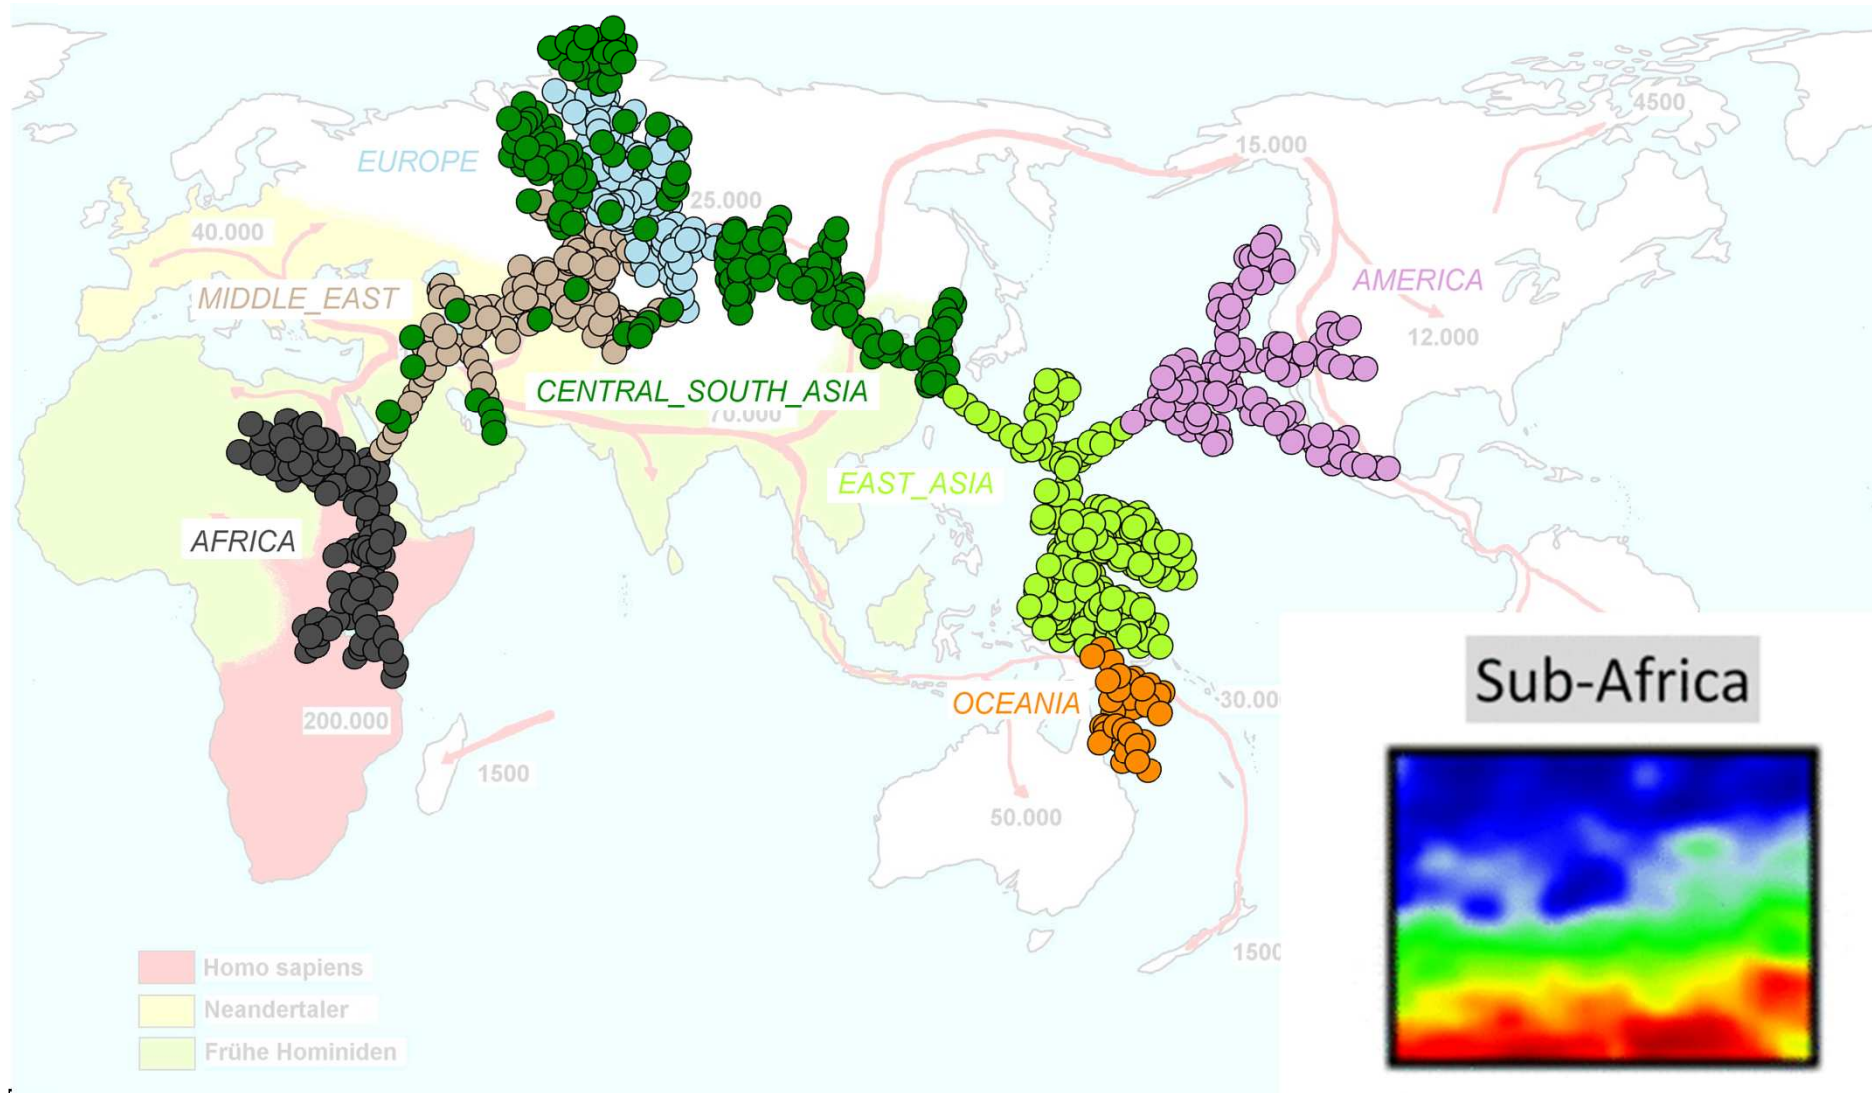 4500
15.000
EUROPE
25.000
40.000
AMERICA
MIDDLE_EAST
12.000
CENTRAL_SOUTH_ASIA
70.000
EAST_ASIA
AFRICA
OCEANIA
30.00
200.000
Sub-Africa
1500
50.000
1500
Homo sapiens
Neandertaler
Frühe Hominiden